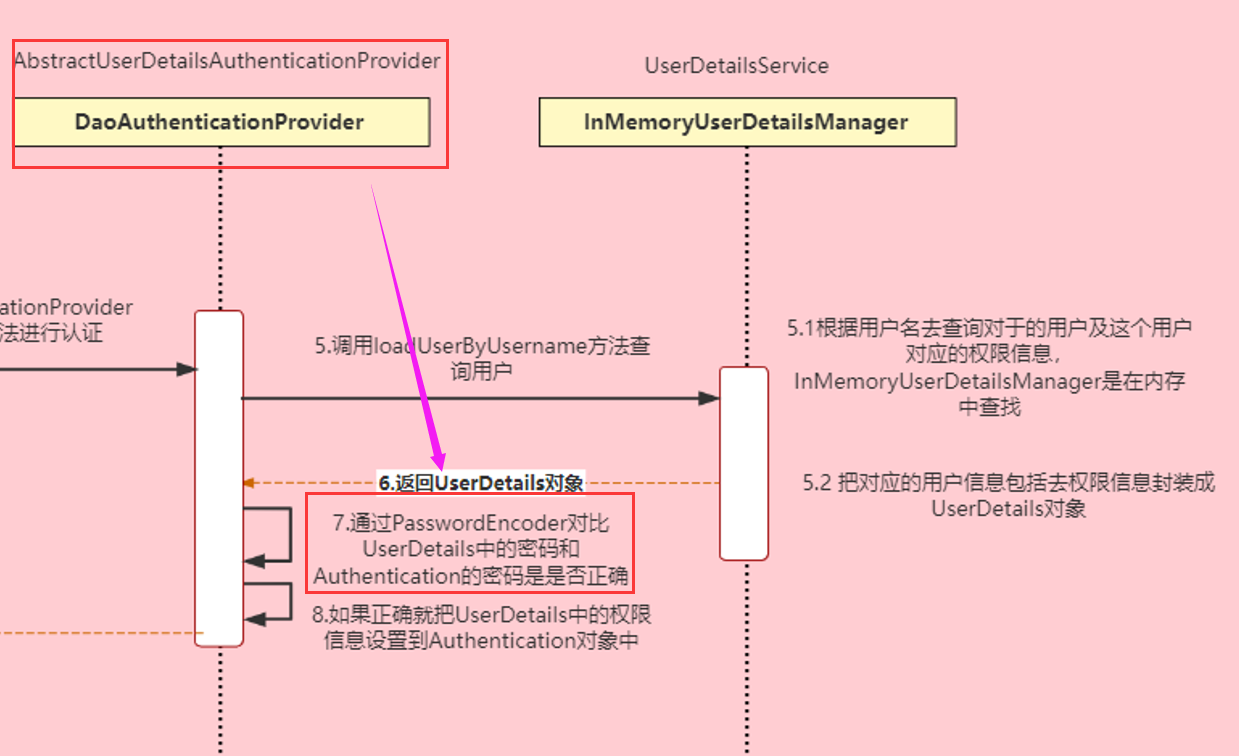 AbstractUserDetailsAuthenticationProvider
UserDetailsService
DaoAuthenticationProvider
InMemoryUserDetailsManager
ationProvider
法进行认证
5.调用loadUserByUsername方法查
询用户
5.1根据用户名去查询对于的用户及这个用户
对应的权限信息，
InMemoryUserDetailsManager是在内存
中查找
6.返回UserDetails对象
5.2 把对应的用户信息包括去权限信息封装成
UserDetails对象
7.通过PasswordEncoder对比
UserDetails中的密码和
Authentication的密码是是否正确
8.如果正确就把UserDetails中的权限
信息设置到Authentication对象中